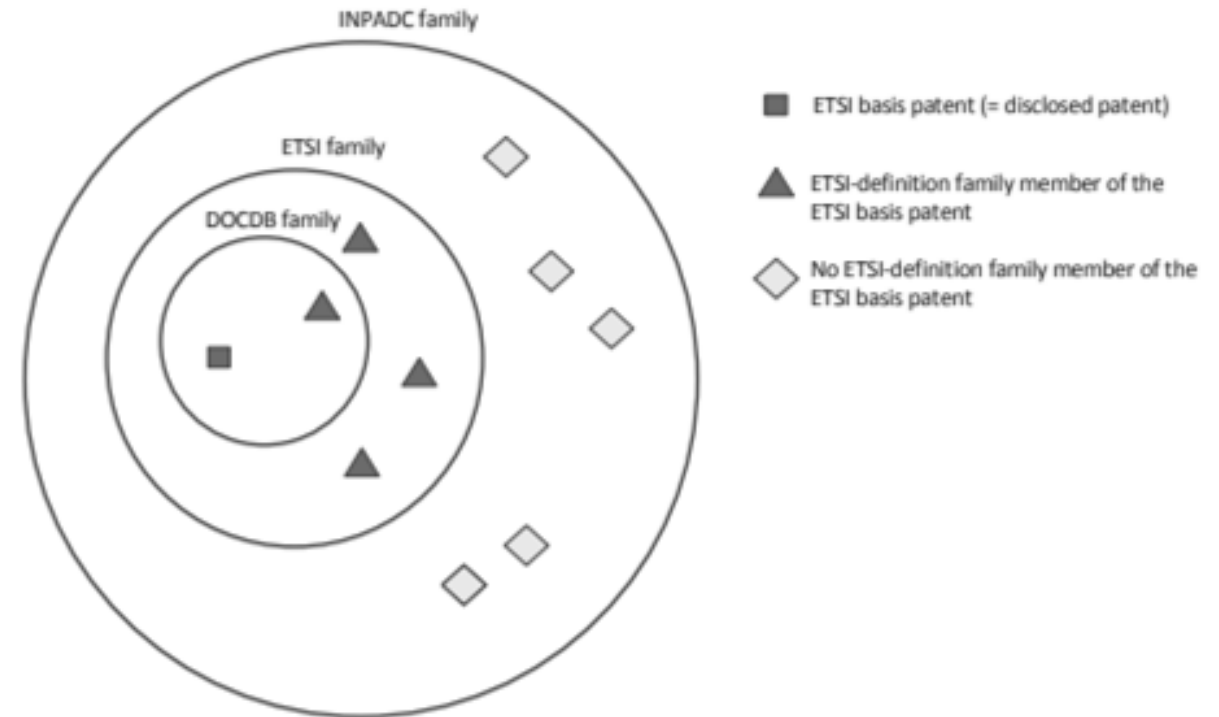 INPADC family
ETSI family
DOCDB family
ETSI basis patent (= disclosed patent)
ETSI-definition family member of the
ETSI basis patent
No ETSI-definition family member of the
ETSI basis patent